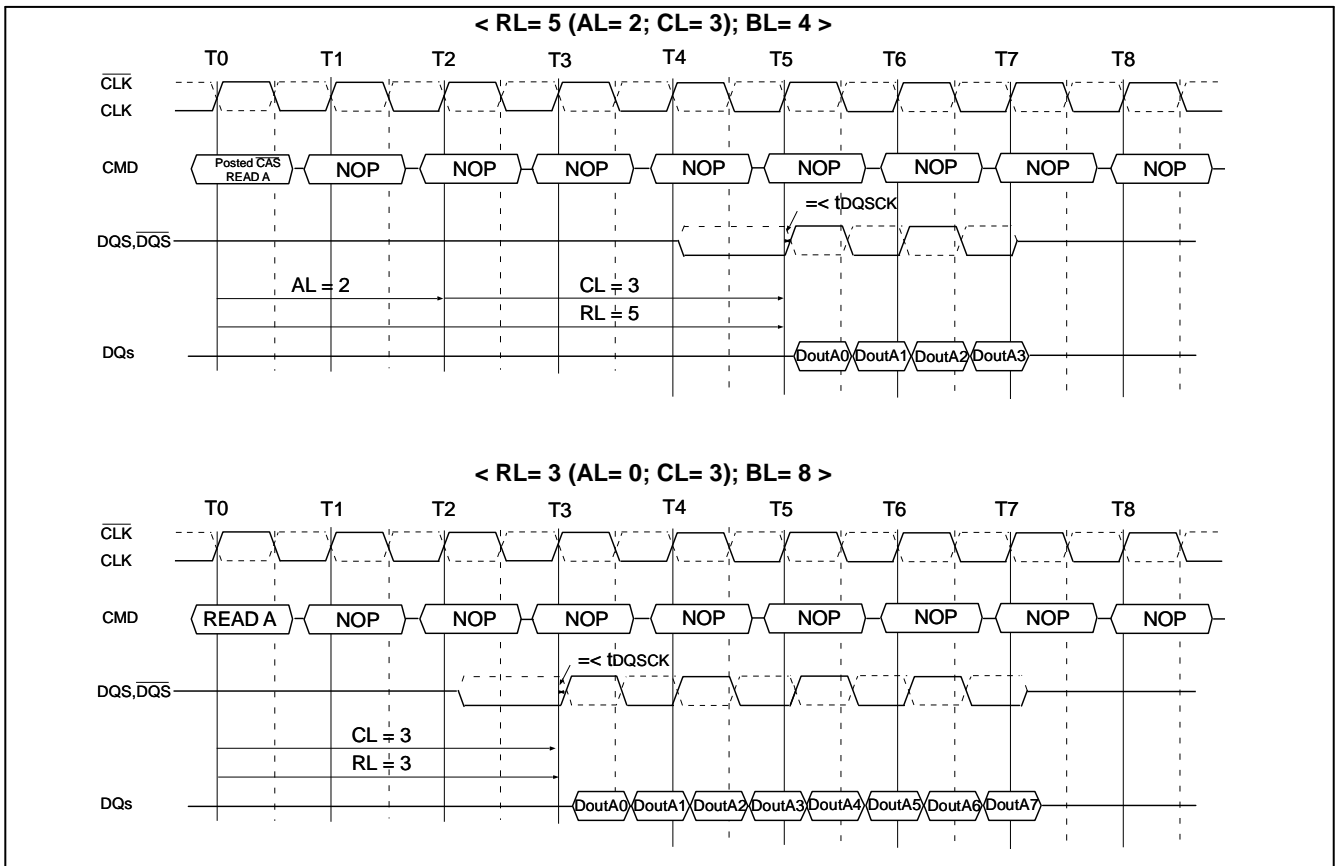 < RL= 5 (AL= 2; CL= 3); BL= 4 >
T0 T1 T2 T3 T4 T5 T6 T7 T8
CLK
CLK
CMD Posted CAS READ A NOP NOP NOP NOP NOP NOP NOP NOP
=< tDQSCK
DQS,DQS
AL = 2 CL = 3
RL = 5
DQs DoutA0 DoutA1 DoutA2 DoutA3
< RL= 3 (AL= 0; CL= 3); BL= 8 >
T0 T1 T2 T3 T4 T5 T6 T7 T8
CLK
CLK
CMD READ A NOP NOP NOP NOP NOP NOP NOP NOP
=< tDQSCK
DQS,DQS
CL = 3
RL = 3
DQs DoutA0 DoutA1 DoutA2 DoutA3 DoutA4 DoutA5 DoutA6 DoutA7